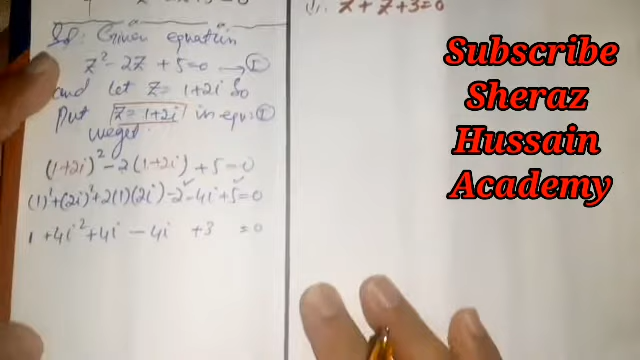 Sol: Given equation
z² - 2z + 5 = 0 → ①
and let z = 1+2i So
Put z = 1+2i in equ: ①
we get
(1+2i)² - 2(1+2i) + 5 = 0
(1)² + (2i)² + 2(1)(2i) - 2 - 4i + 5 = 0
1 + 4i² + 4i - 4i + 3 = 0
z + z + 3 = 0
Subscribe
Sheraz
Hussain
Academy